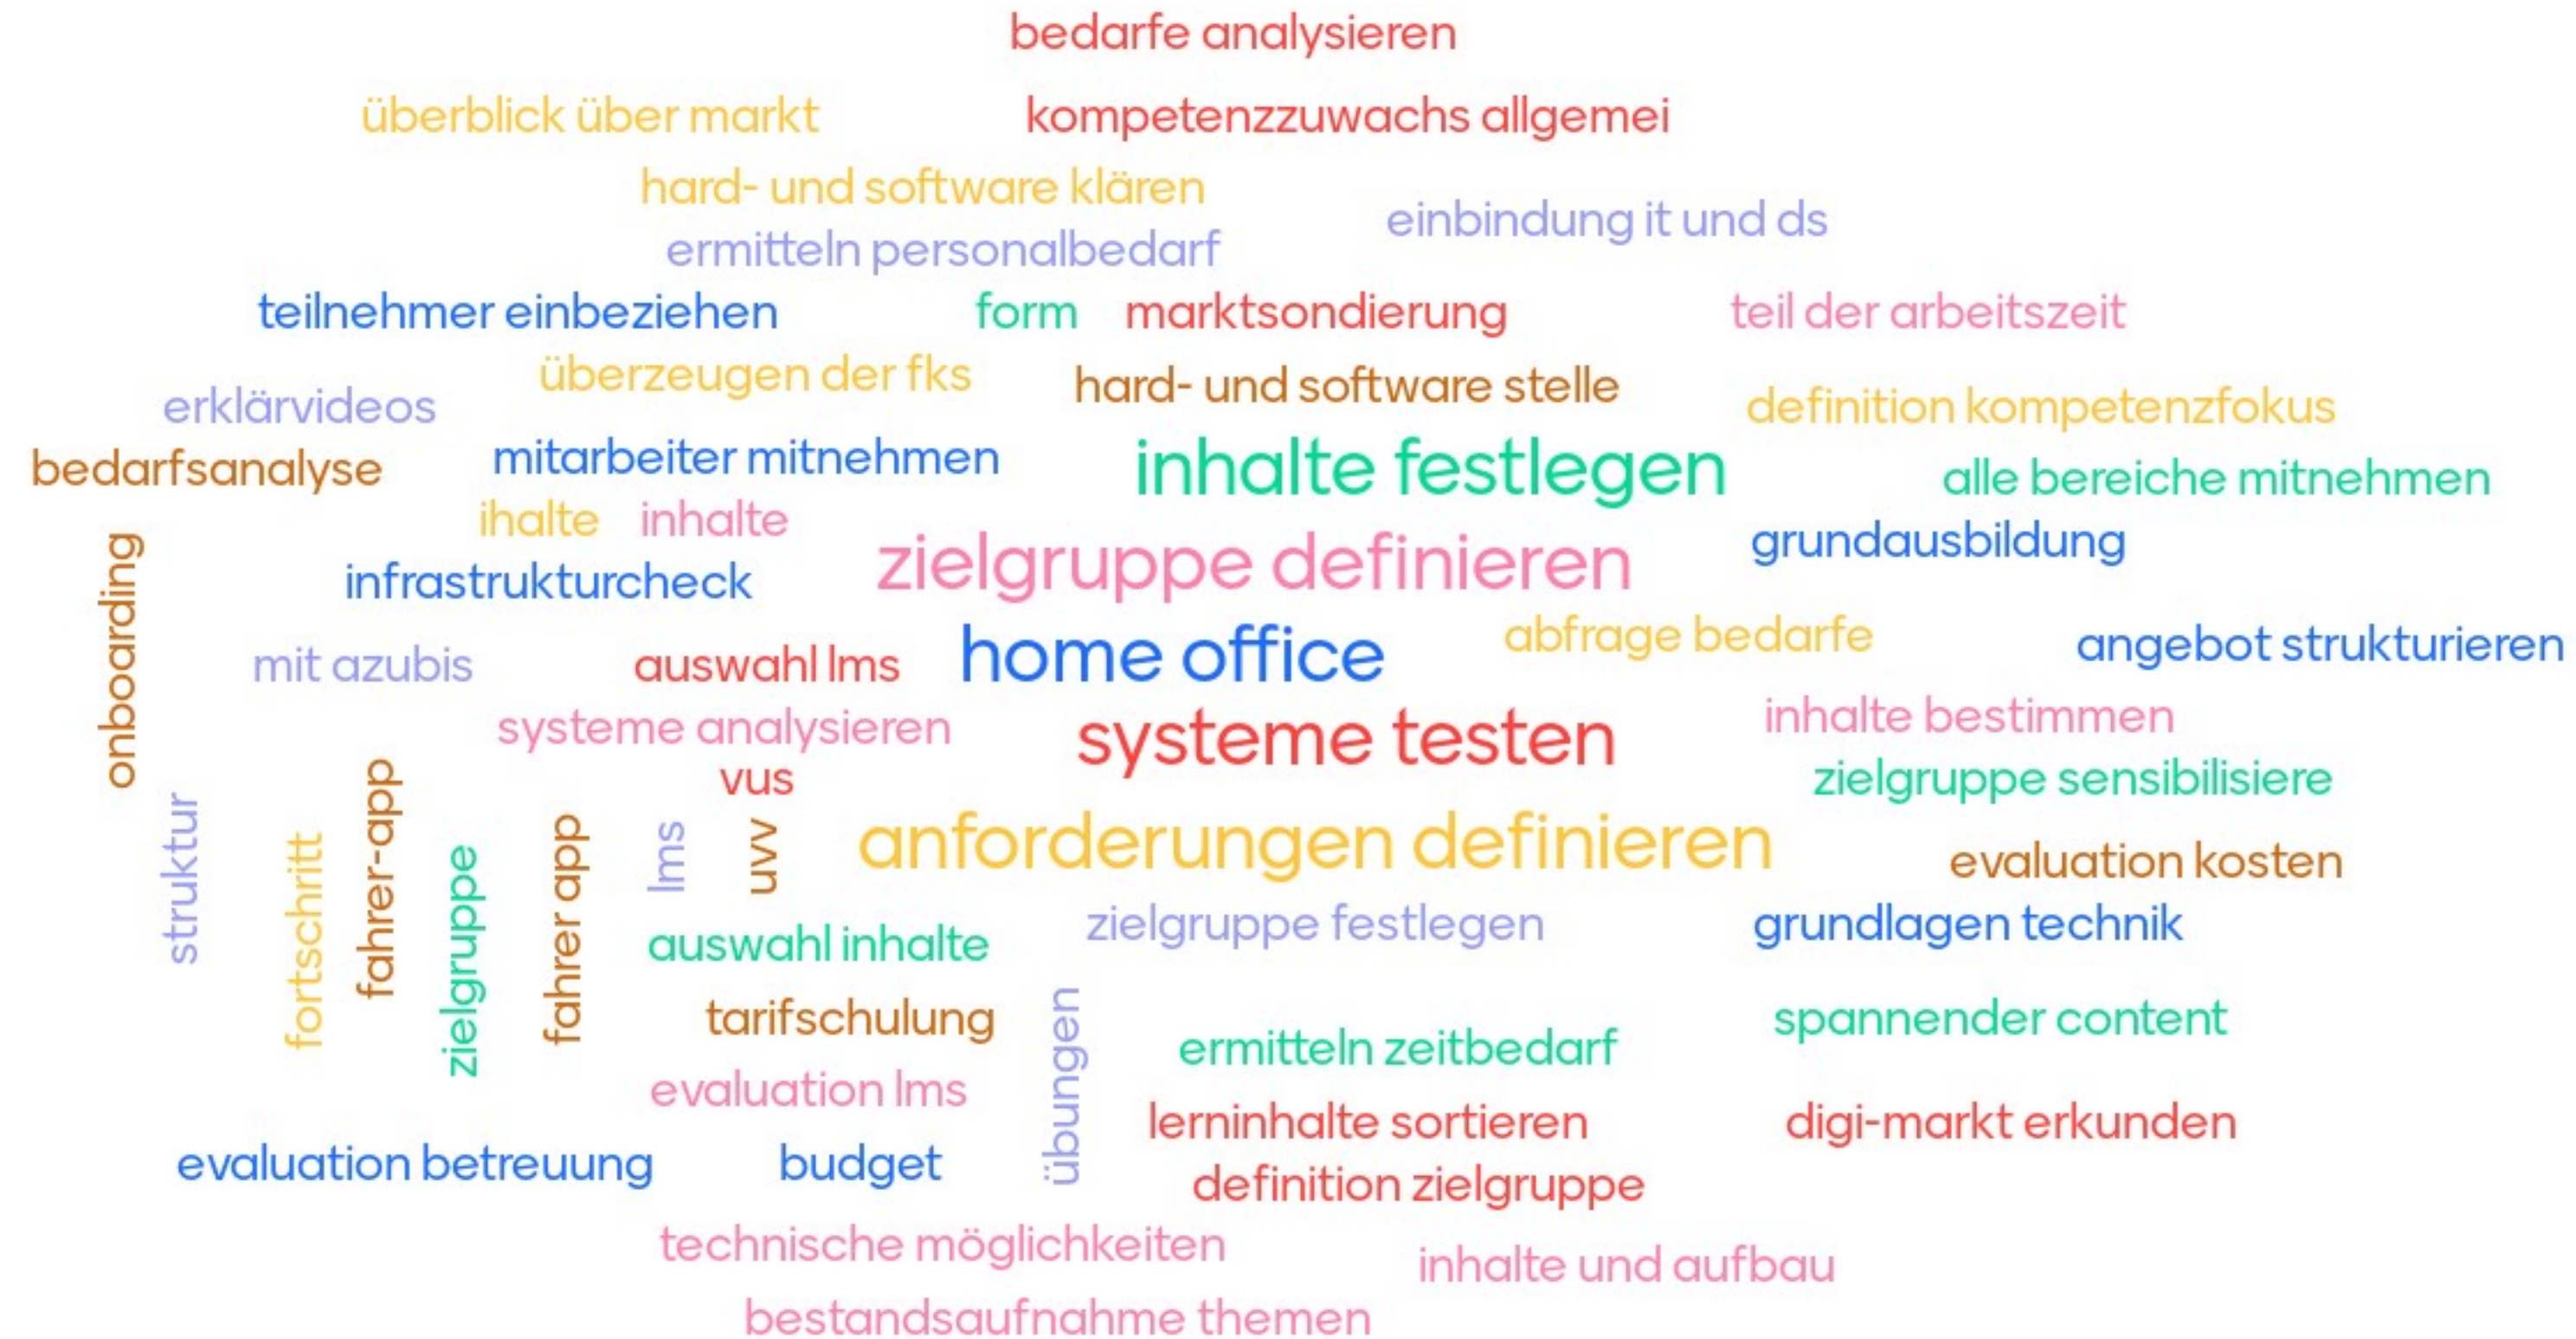 bedarfe analysieren
überblick über markt
kompetenzzuwachs allgemei
hard- und software klären
einbindung it und ds
ermitteln personalbedarf
teilnehmer einbeziehen
form
marktsondierung
teil der arbeitszeit
überzeugen der fks
hard- und software stelle
erklärvideos
definition kompetenzfokus
bedarfsanalyse
mitarbeiter mitnehmen
inhalte festlegen
alle bereiche mitnehmen
ihalte
inhalte
zielgruppe definieren
grundausbildung
onboarding
infrastrukturcheck
home office
abfrage bedarfe
angebot strukturieren
mit azubis
auswahl lms
systeme analysieren
systeme testen
inhalte bestimmen
vus
zielgruppe sensibilisiere
struktur
fortschritt
fahrer-app
zielgruppe
fahrer app
lms
uvv
anforderungen definieren
evaluation kosten
auswahl inhalte
zielgruppe festlegen
grundlagen technik
tarifschulung
übungen
ermitteln zeitbedarf
spannender content
evaluation lms
lerninhalte sortieren
digi-markt erkunden
evaluation betreuung
budget
definition zielgruppe
technische möglichkeiten
inhalte und aufbau
bestandsaufnahme themen